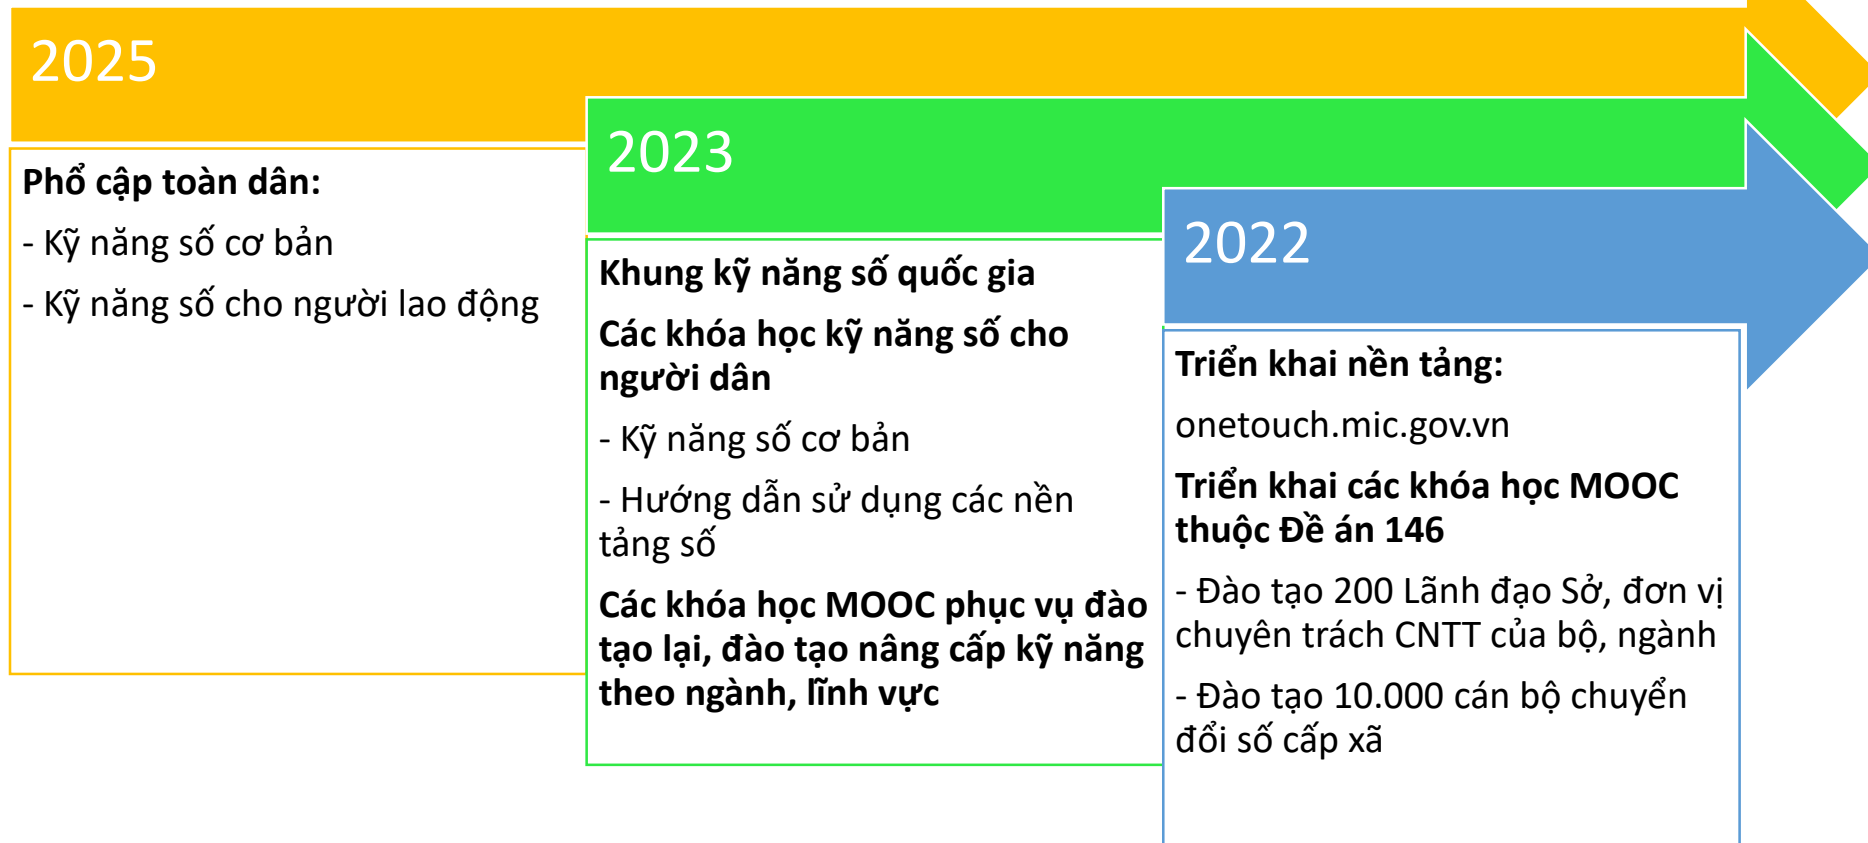 2025
Phổ cập toàn dân:
- Kỹ năng số cơ bản
- Kỹ năng số cho người lao động
2023
Khung kỹ năng số quốc gia
Các khóa học kỹ năng số cho
người dân
- Kỹ năng số cơ bản
- Hướng dẫn sử dụng các nền
tảng số
Các khóa học MOOC phục vụ đào
tạo lại, đào tạo nâng cấp kỹ năng
theo ngành, lĩnh vực
2022
Triển khai nền tảng:
onetouch.mic.gov.vn
Triển khai các khóa học MOOC
thuộc Đề án 146
- Đào tạo 200 Lãnh đạo Sở, đơn vị
chuyên trách CNTT của bộ, ngành
- Đào tạo 10.000 cán bộ chuyển
đổi số cấp xã